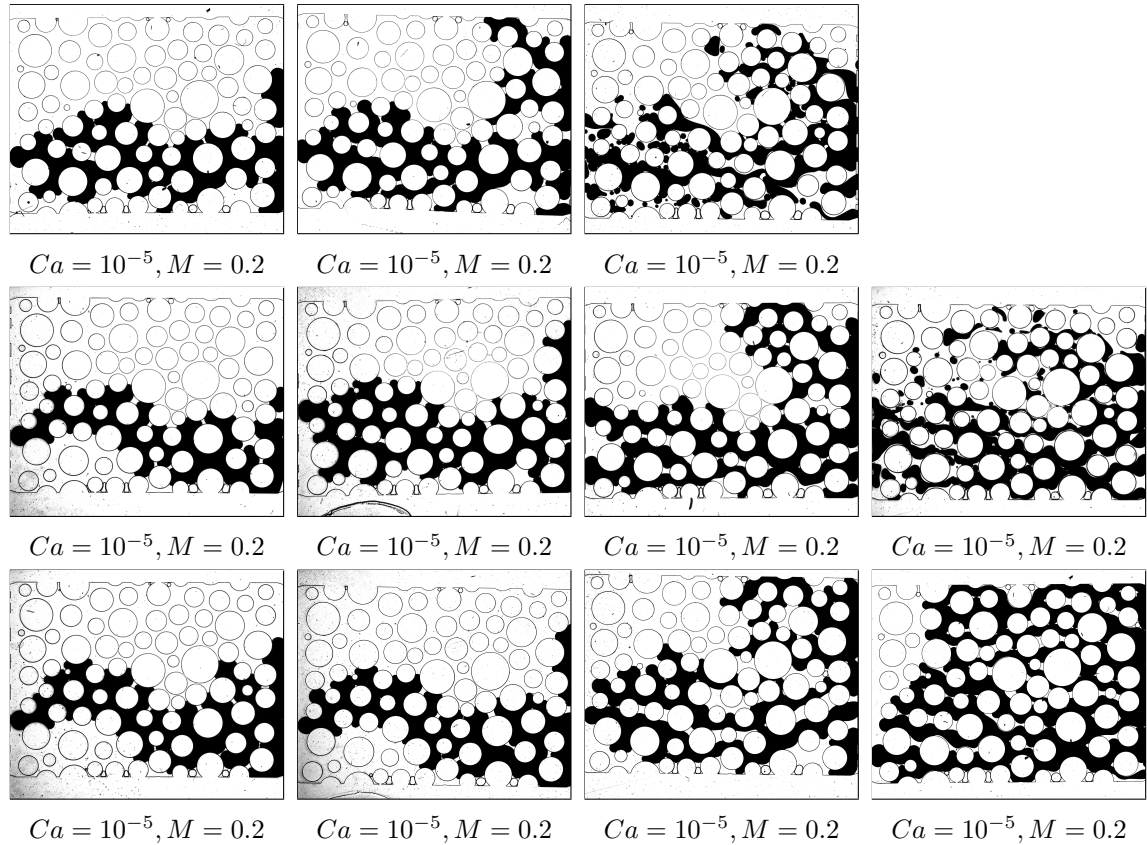 Ca = 10⁻⁵, M = 0.2 Ca = 10⁻⁵, M = 0.2 Ca = 10⁻⁵, M = 0.2
Ca = 10⁻⁵, M = 0.2 Ca = 10⁻⁵, M = 0.2 Ca = 10⁻⁵, M = 0.2 Ca = 10⁻⁵, M = 0.2
Ca = 10⁻⁵, M = 0.2 Ca = 10⁻⁵, M = 0.2 Ca = 10⁻⁵, M = 0.2 Ca = 10⁻⁵, M = 0.2